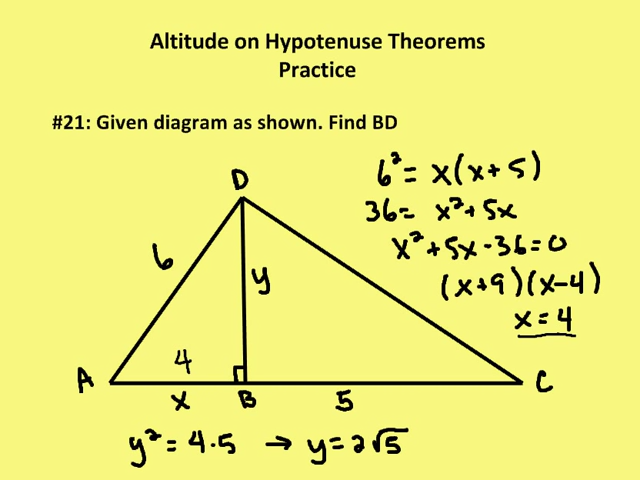 Altitude on Hypotenuse Theorems
Practice
#21: Given diagram as shown. Find BD
6² = x(x+5)
36 = x²+5x
x²+5x-36=0
(x+9)(x-4)
x = 4
D
6
y
4
A
x
B
5
C
y² = 4·5 → y = 2√5